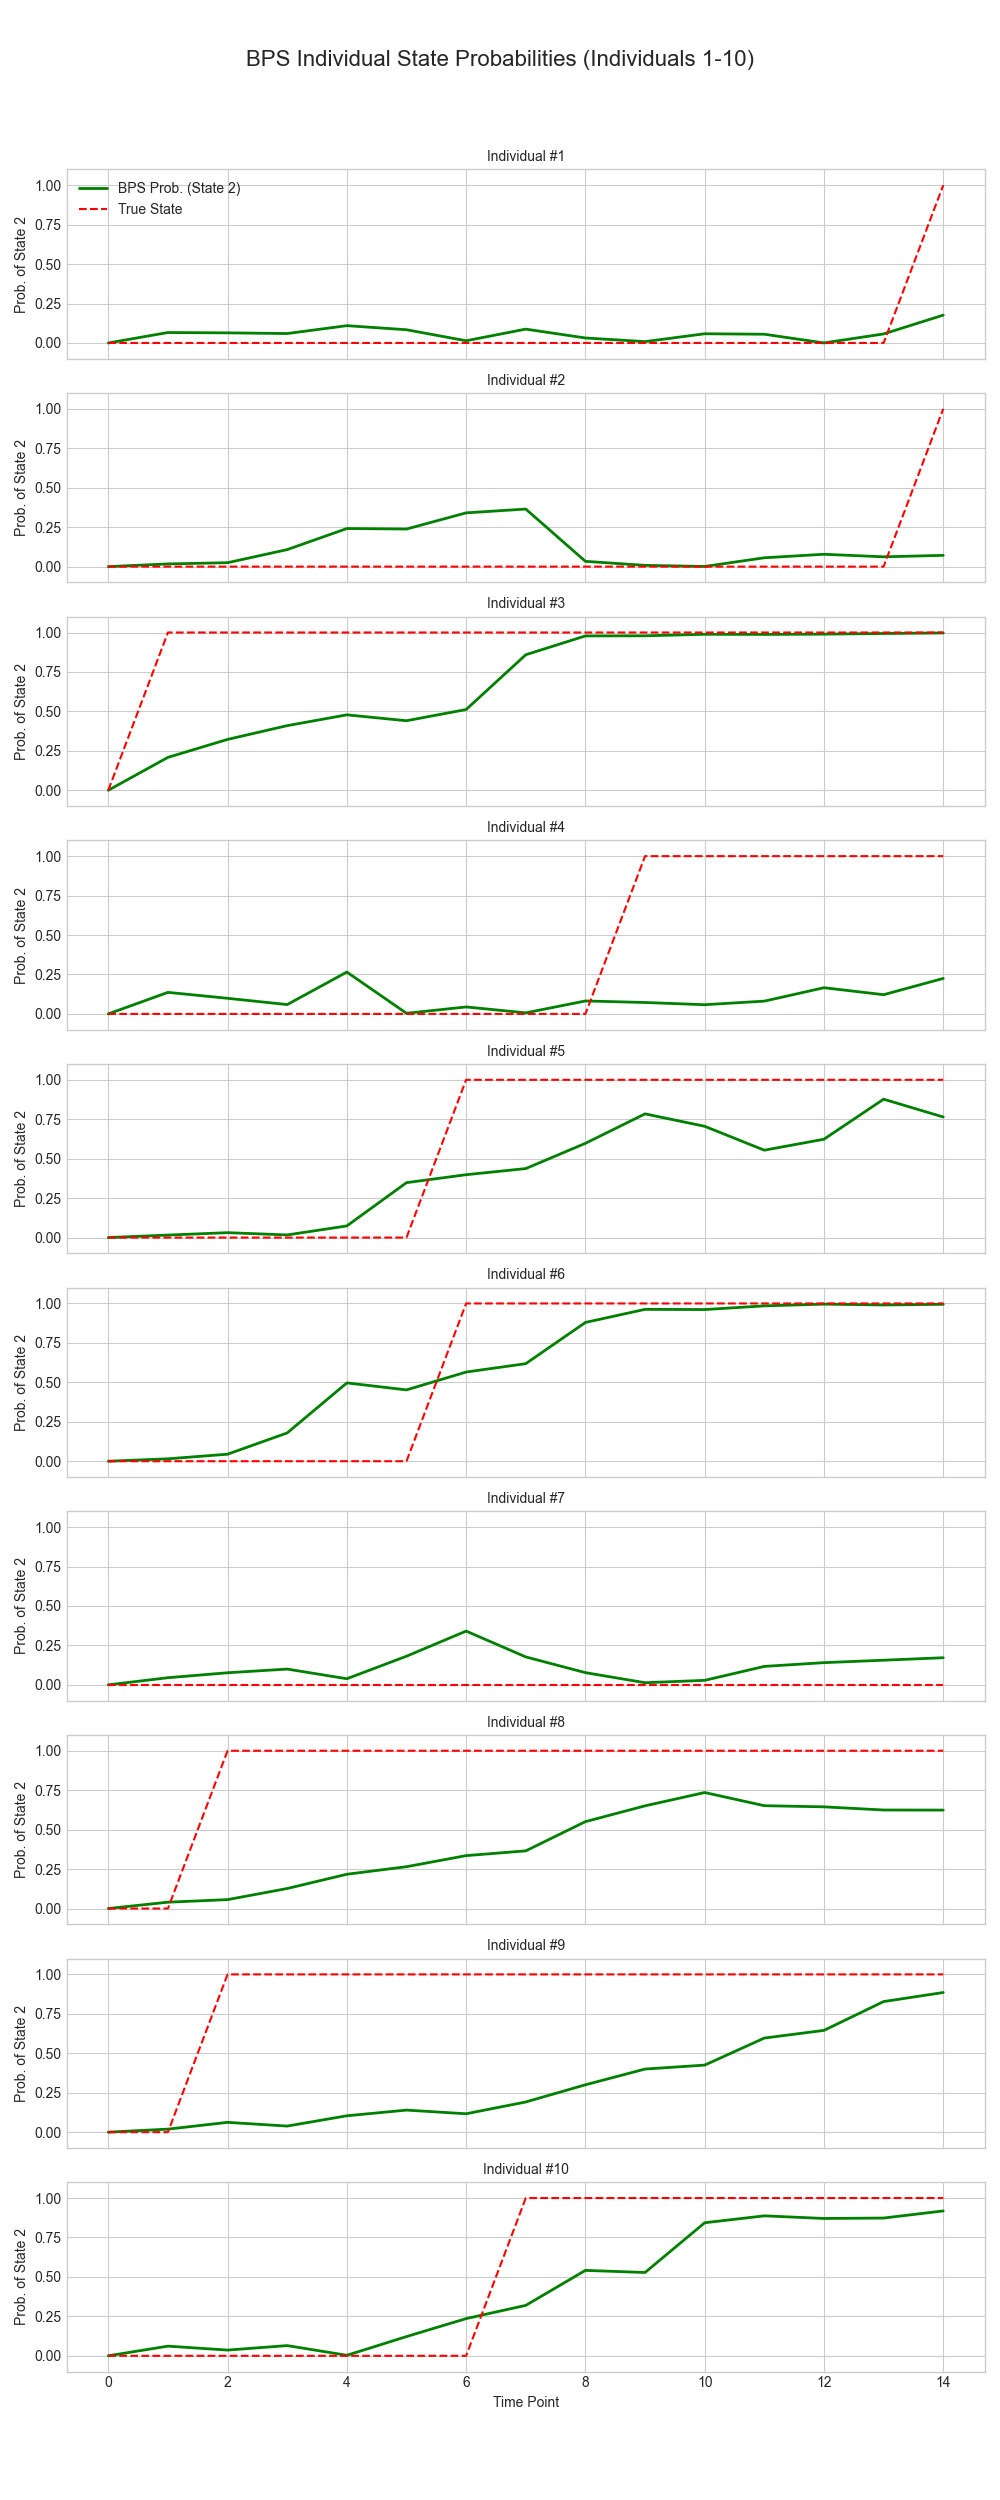 BPS Individual State Probabilities (Individuals 1-10)
Individual #1
1.00
0.75
0.50
0.25
0.00
Prob. of State 2
BPS Prob. (State 2)
True State
Individual #2
1.00
0.75
0.50
0.25
0.00
Prob. of State 2
Individual #3
1.00
0.75
0.50
0.25
0.00
Prob. of State 2
Individual #4
1.00
0.75
0.50
0.25
0.00
Prob. of State 2
Individual #5
1.00
0.75
0.50
0.25
0.00
Prob. of State 2
Individual #6
1.00
0.75
0.50
0.25
0.00
Prob. of State 2
Individual #7
1.00
0.75
0.50
0.25
0.00
Prob. of State 2
Individual #8
1.00
0.75
0.50
0.25
0.00
Prob. of State 2
Individual #9
1.00
0.75
0.50
0.25
0.00
Prob. of State 2
Individual #10
1.00
0.75
0.50
0.25
0.00
Prob. of State 2
0 2 4 6 8 10 12 14
Time Point